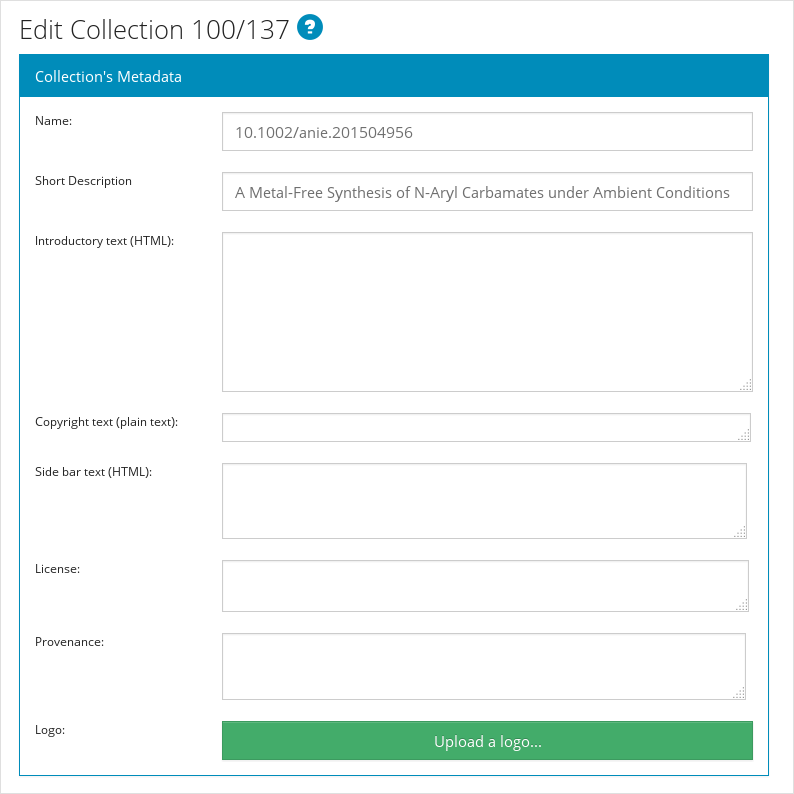 Edit Collection 100/137 ?
Collection's Metadata
Name:
10.1002/anie.201504956
Short Description
A Metal-Free Synthesis of N-Aryl Carbamates under Ambient Conditions
Introductory text (HTML):
Copyright text (plain text):
Side bar text (HTML):
License:
Provenance:
Logo:
Upload a logo...